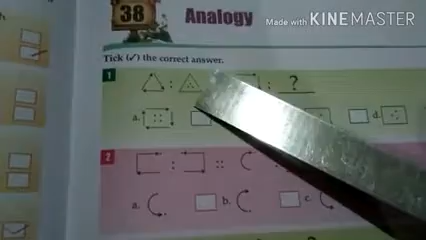 Made with KINEMASTER
38 Analogy
Tick (✓) the correct answer.
1
: ?
a. d.
2
: ::
a. b. c.